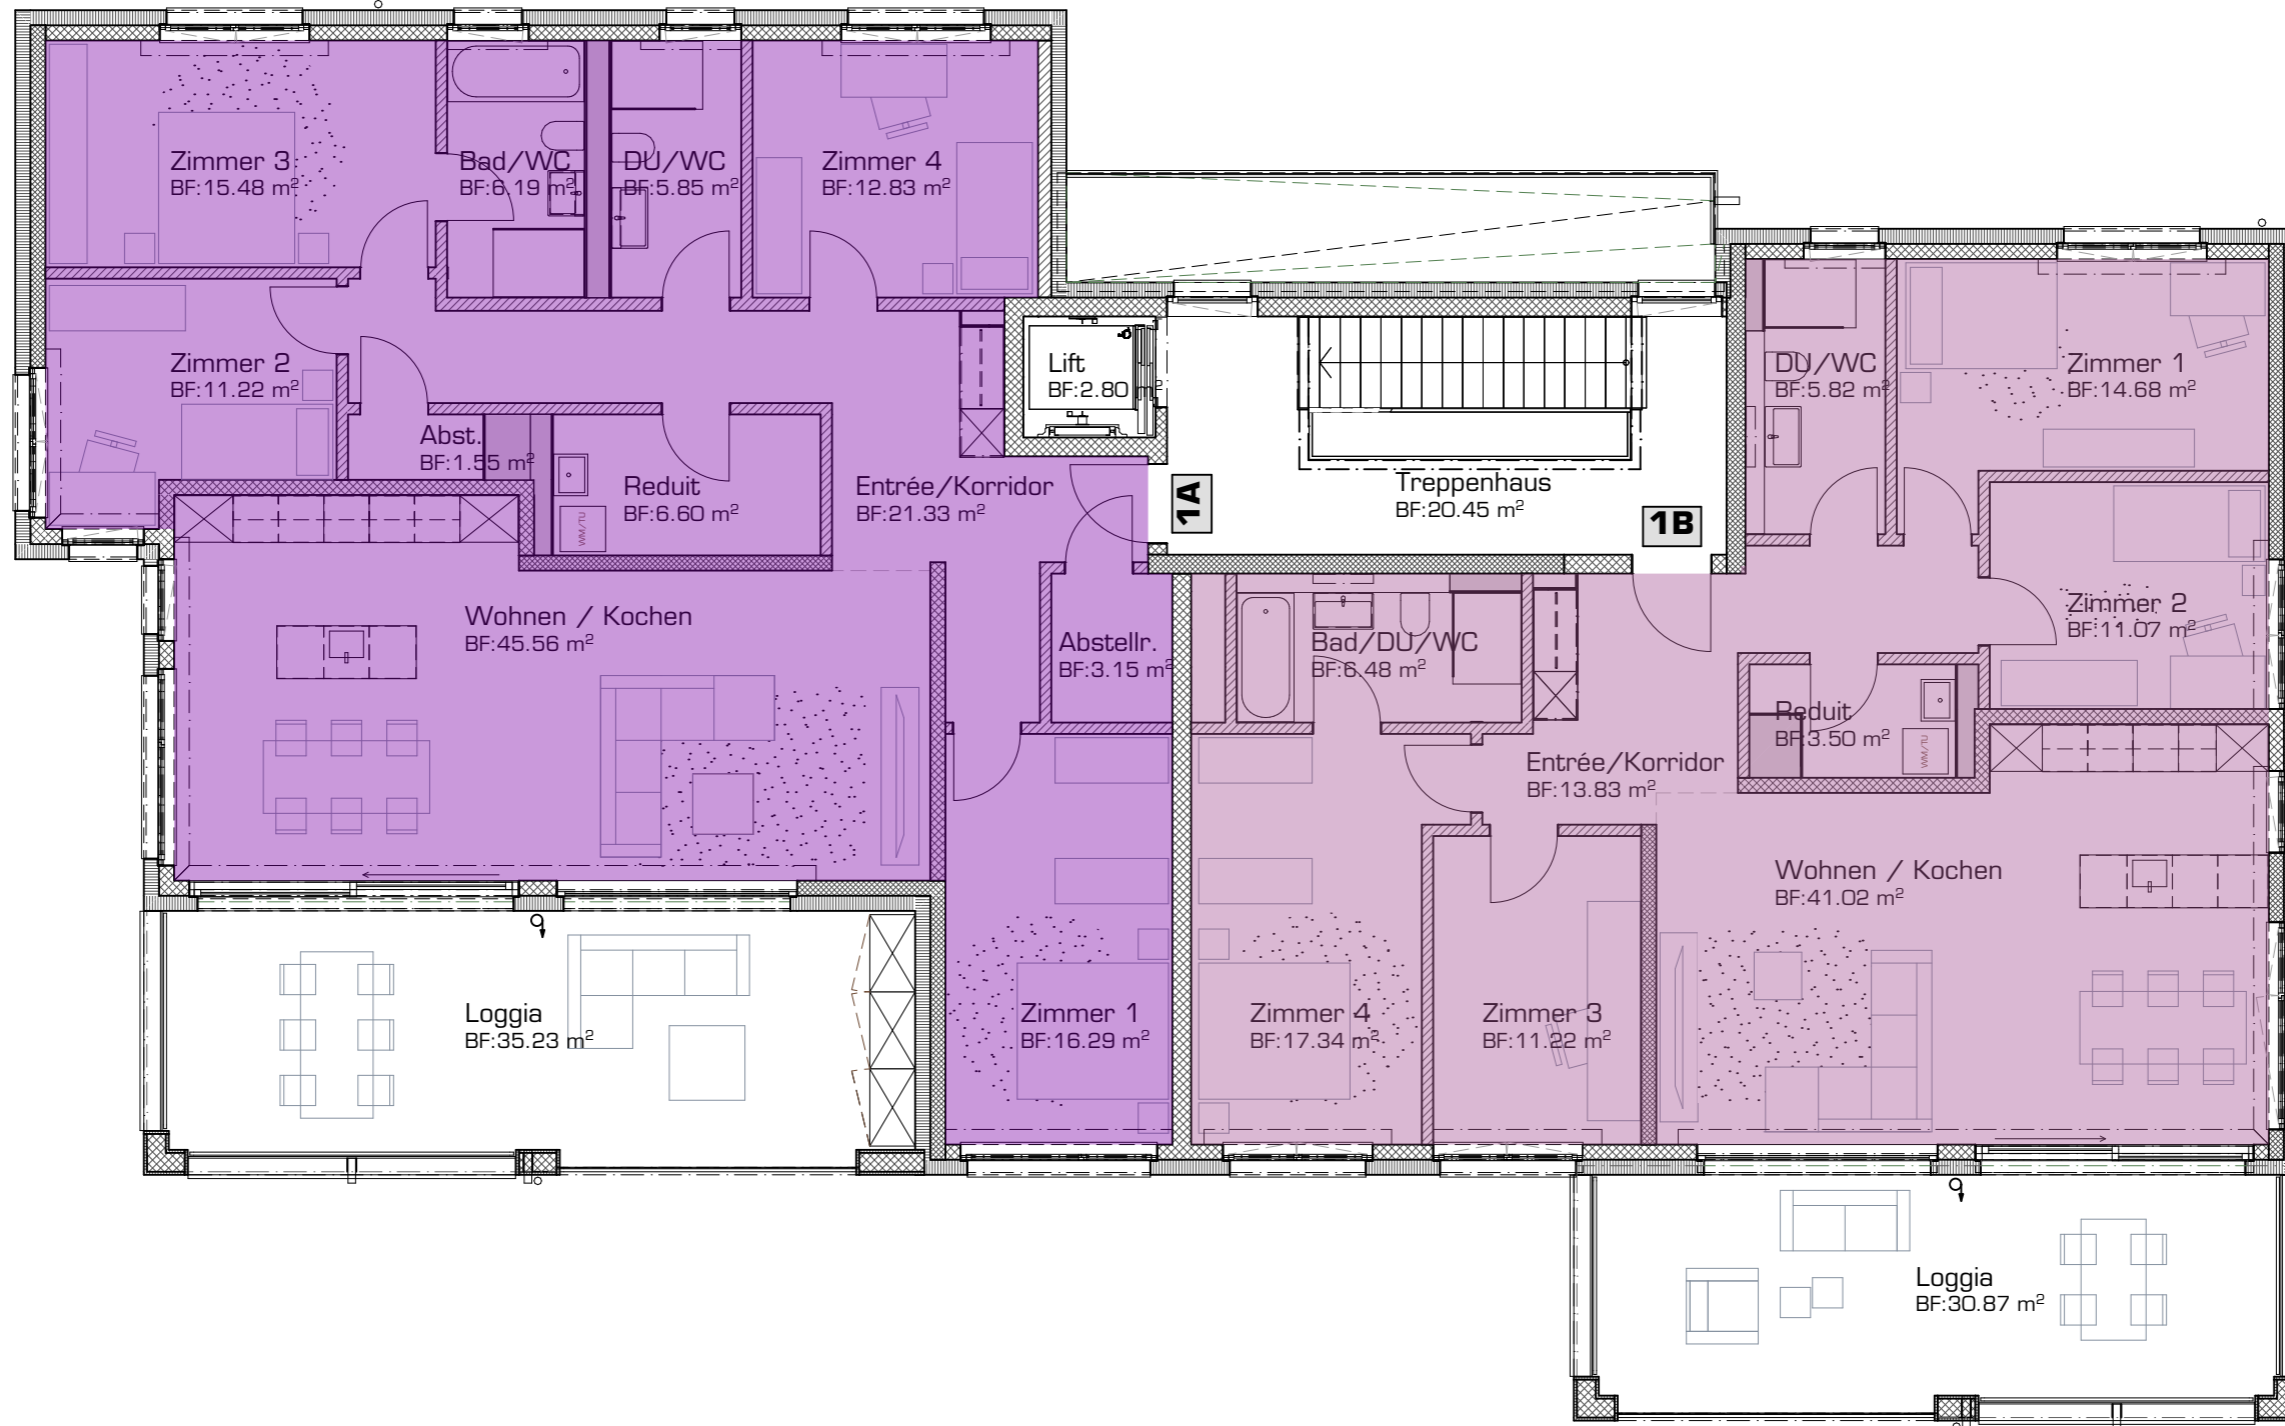 Zimmer 3
BF:15.48 m²
Bad/WC
BF:6.19 m²
DU/WC
BF:5.85 m²
Zimmer 4
BF:12.83 m²
Zimmer 2
BF:11.22 m²
Abst.
BF:1.55 m²
Reduit
BF:6.60 m²
WM/TU
Entrée/Korridor
BF:21.33 m²
Lift
BF:2.80 m²
1A
Treppenhaus
BF:20.45 m²
1B
DU/WC
BF:5.82 m²
Zimmer 1
BF:14.68 m²
Wohnen / Kochen
BF:45.56 m²
Abstellr.
BF:3.15 m²
Bad/DU/WC
BF:6.48 m²
Zimmer 2
BF:11.07 m²
Reduit
BF:3.50 m²
WM/TU
Entrée/Korridor
BF:13.83 m²
Wohnen / Kochen
BF:41.02 m²
Loggia
BF:35.23 m²
Zimmer 1
BF:16.29 m²
Zimmer 4
BF:17.34 m²
Zimmer 3
BF:11.22 m²
Loggia
BF:30.87 m²